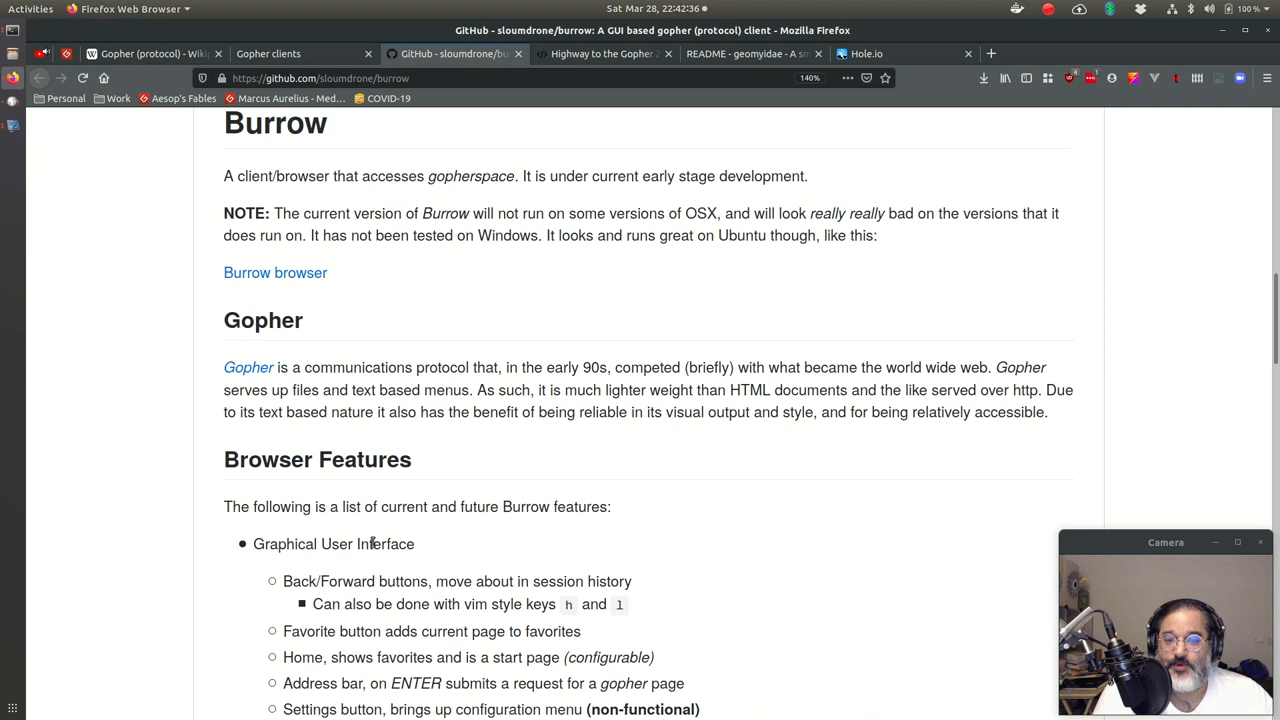 Activities Firefox Web Browser Sat Mar 28, 22:42:36 100 %
GitHub - sloumdrone/burrow: A GUI based gopher (protocol) client - Mozilla Firefox
Gopher (protocol) - Wiki Gopher clients GitHub - sloumdrone/bur Highway to the Gopher README - geomyidae - A sm Hole.io
https://github.com/sloumdrone/burrow 140%
Personal Work Aesop's Fables Marcus Aurelius - Med... COVID-19
Burrow
A client/browser that accesses gopherspace. It is under current early stage development.
NOTE: The current version of Burrow will not run on some versions of OSX, and will look really really bad on the versions that it
does run on. It has not been tested on Windows. It looks and runs great on Ubuntu though, like this:
Burrow browser
Gopher
Gopher is a communications protocol that, in the early 90s, competed (briefly) with what became the world wide web. Gopher
serves up files and text based menus. As such, it is much lighter weight than HTML documents and the like served over http. Due
to its text based nature it also has the benefit of being reliable in its visual output and style, and for being relatively accessible.
Browser Features
The following is a list of current and future Burrow features:
Graphical User Interface
Back/Forward buttons, move about in session history
Can also be done with vim style keys h and l
Favorite button adds current page to favorites
Home, shows favorites and is a start page (configurable)
Address bar, on ENTER submits a request for a gopher page
Settings button, brings up configuration menu (non-functional)
Camera